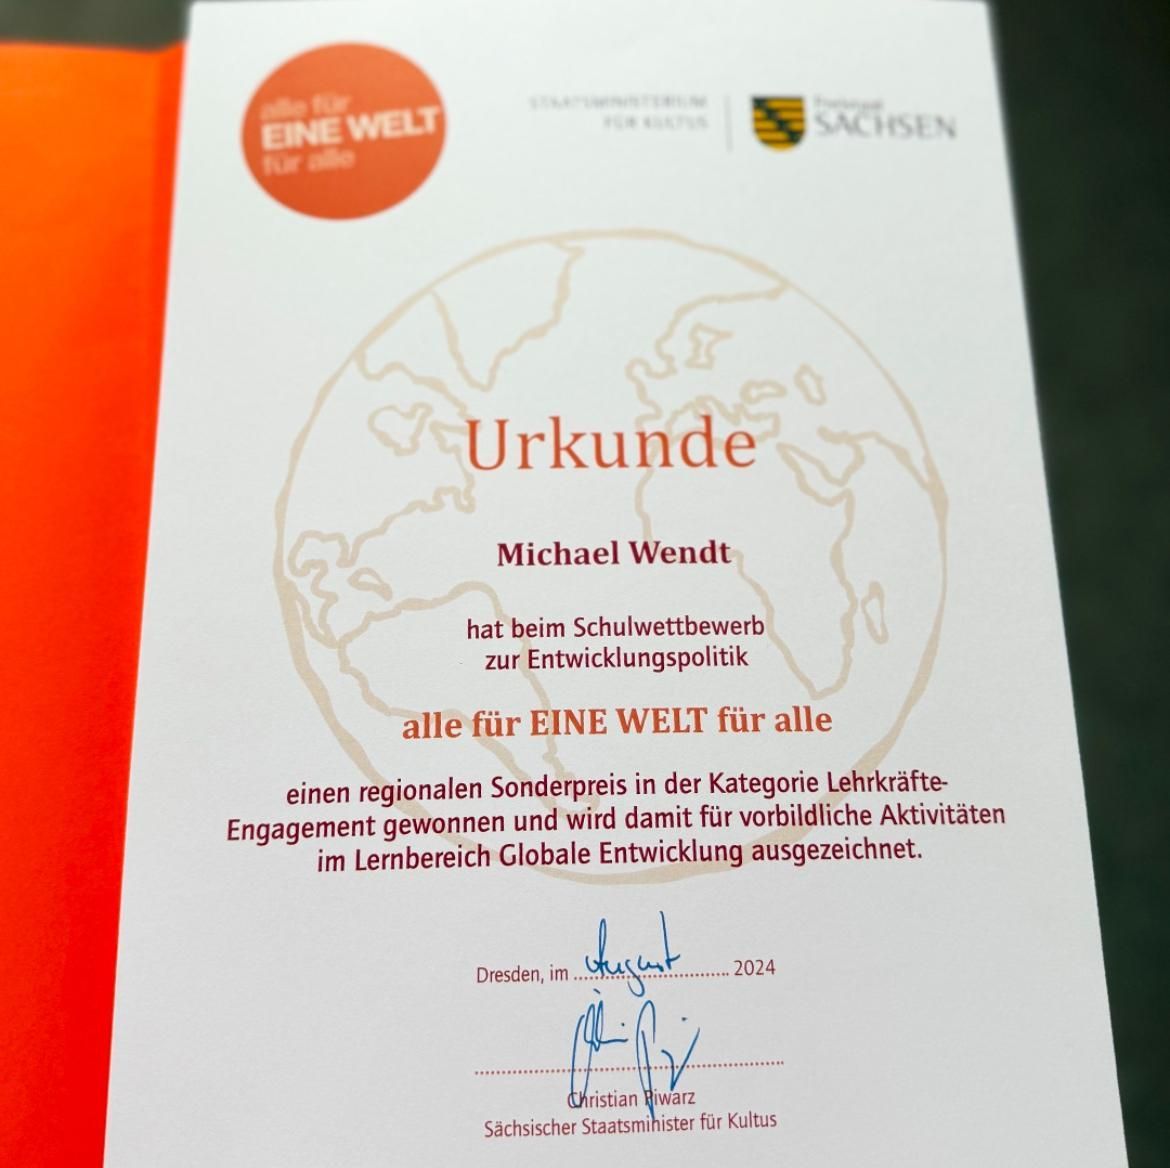 alle für
EINE WELT
für alle
STAATSMINISTERIUM
FÜR KULTUS
Freistaat
SACHSEN
Urkunde
Michael Wendt
hat beim Schulwettbewerb
zur Entwicklungspolitik
alle für EINE WELT für alle
einen regionalen Sonderpreis in der Kategorie Lehrkräfte-
Engagement gewonnen und wird damit für vorbildliche Aktivitäten
im Lernbereich Globale Entwicklung ausgezeichnet.
Dresden, im August 2024
Christian Piwarz
Sächsischer Staatsminister für Kultus